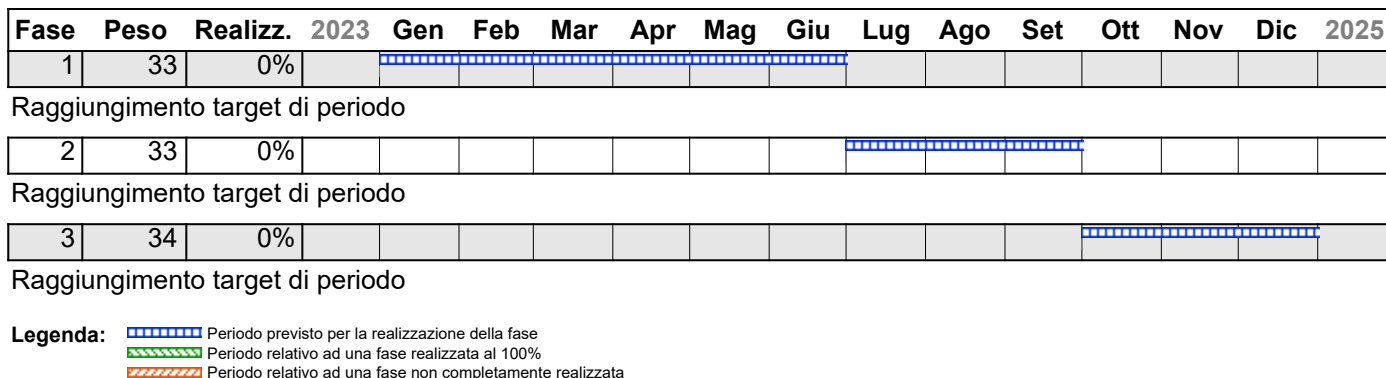 Fase Peso Realizz. 2023 Gen Feb Mar Apr Mag Giu Lug Ago Set Ott Nov Dic 2025
1 33 0%
Raggiungimento target di periodo
2 33 0%
Raggiungimento target di periodo
3 34 0%
Raggiungimento target di periodo
Legenda: Periodo previsto per la realizzazione della fase
Periodo relativo ad una fase realizzata al 100%
Periodo relativo ad una fase non completamente realizzata